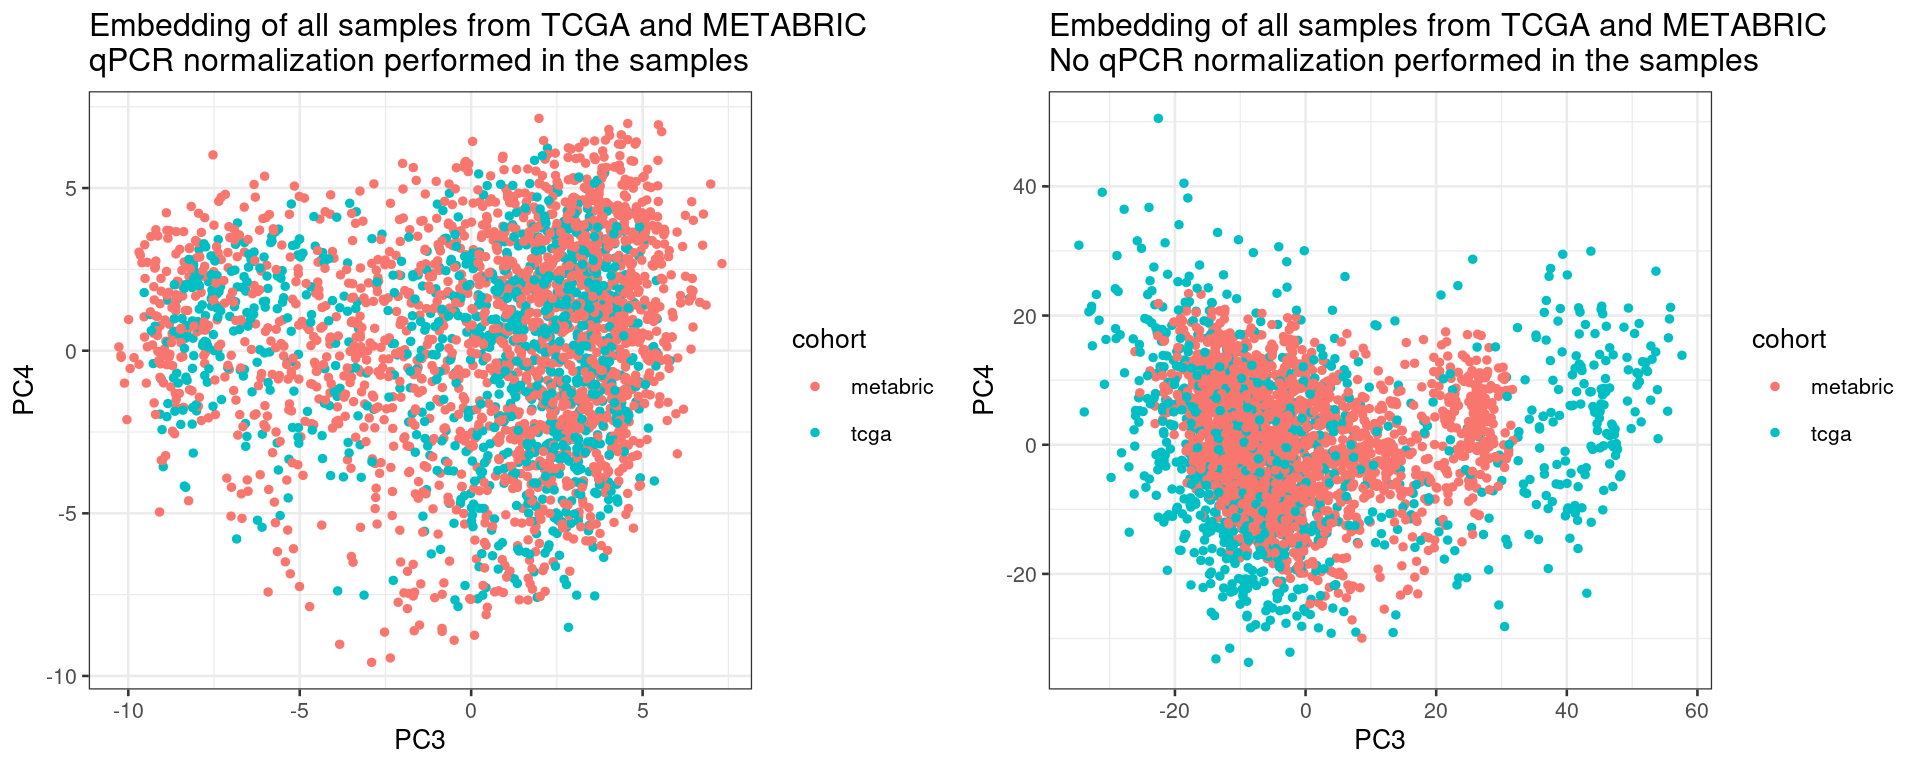 Embedding of all samples from TCGA and METABRIC
qPCR normalization performed in the samples
5
0
-5
-10
PC4
-10
-5
0
5
PC3
cohort
metabric
tcga
Embedding of all samples from TCGA and METABRIC
No qPCR normalization performed in the samples
40
20
0
-20
PC4
-20
0
20
40
60
PC3
cohort
metabric
tcga